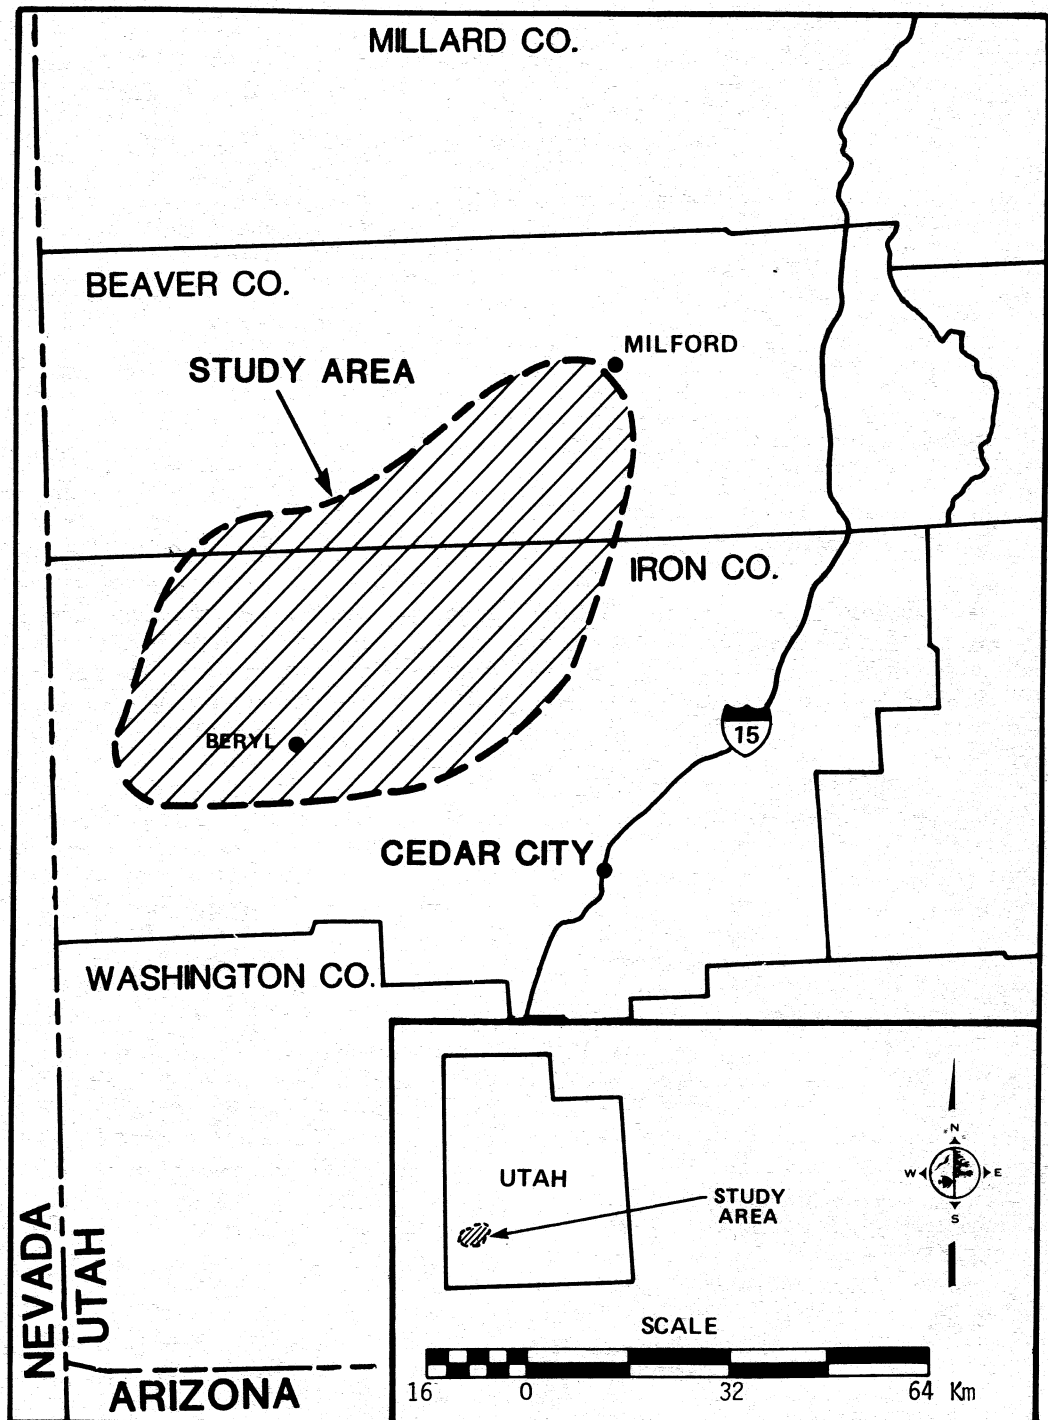 MILLARD CO.
BEAVER CO.
MILFORD
STUDY AREA
IRON CO.
15
BERYL
CEDAR CITY
WASHINGTON CO.
NEVADA
UTAH
ARIZONA
UTAH
STUDY
AREA
N
W E
S
SCALE
16 0 32 64 Km